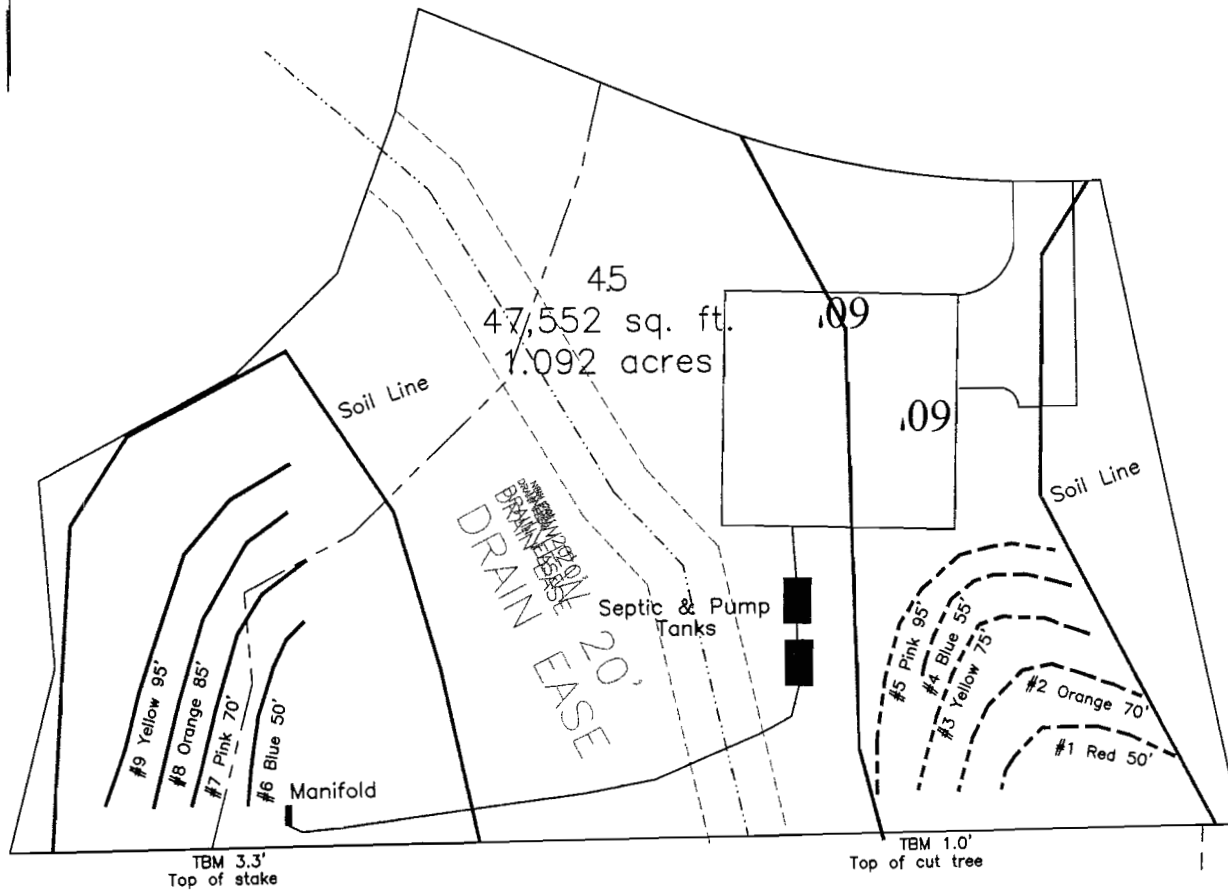 45
47,552 sq. ft.
1.092 acres
60'
60'
Soil Line
Soil Line
20'
DRAIN EASE
Septic & Pump
Tanks
#9 Yellow 95'
#8 Orange 85'
#7 Pink 70'
#6 Blue 50'
Manifold
#5 Pink 95'
#4 Blue 55'
#3 Yellow 75'
#2 Orange 70'
#1 Red 50'
TBM 3.3'
Top of stake
TBM 1.0'
Top of cut tree